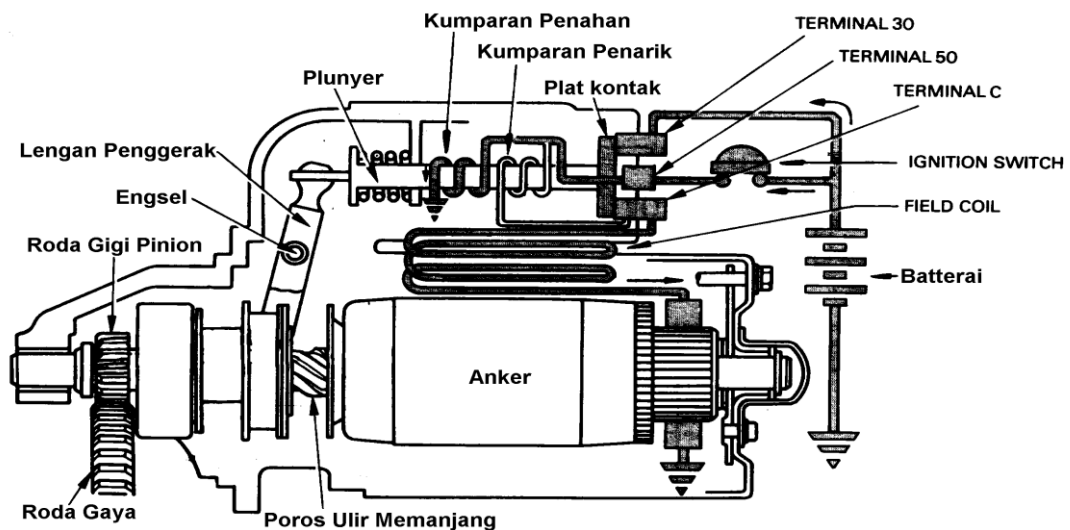 Kumparan Penahan
TERMINAL 30
Kumparan Penarik
TERMINAL 50
Plunyer
Plat kontak
TERMINAL C
Lengan Penggerak
IGNITION SWITCH
Engsel
FIELD COIL
Roda Gigi Pinion
Batterai
Anker
Roda Gaya
Poros Ulir Memanjang